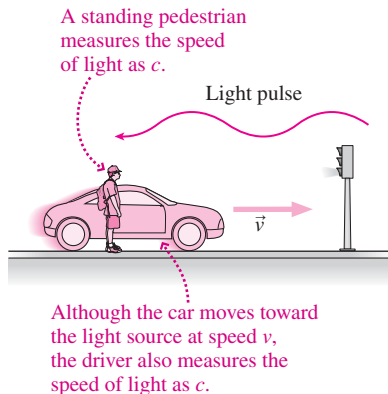 A standing pedestrian
measures the speed
of light as c.
Light pulse
v⃗
Although the car moves toward
the light source at speed v,
the driver also measures the
speed of light as c.